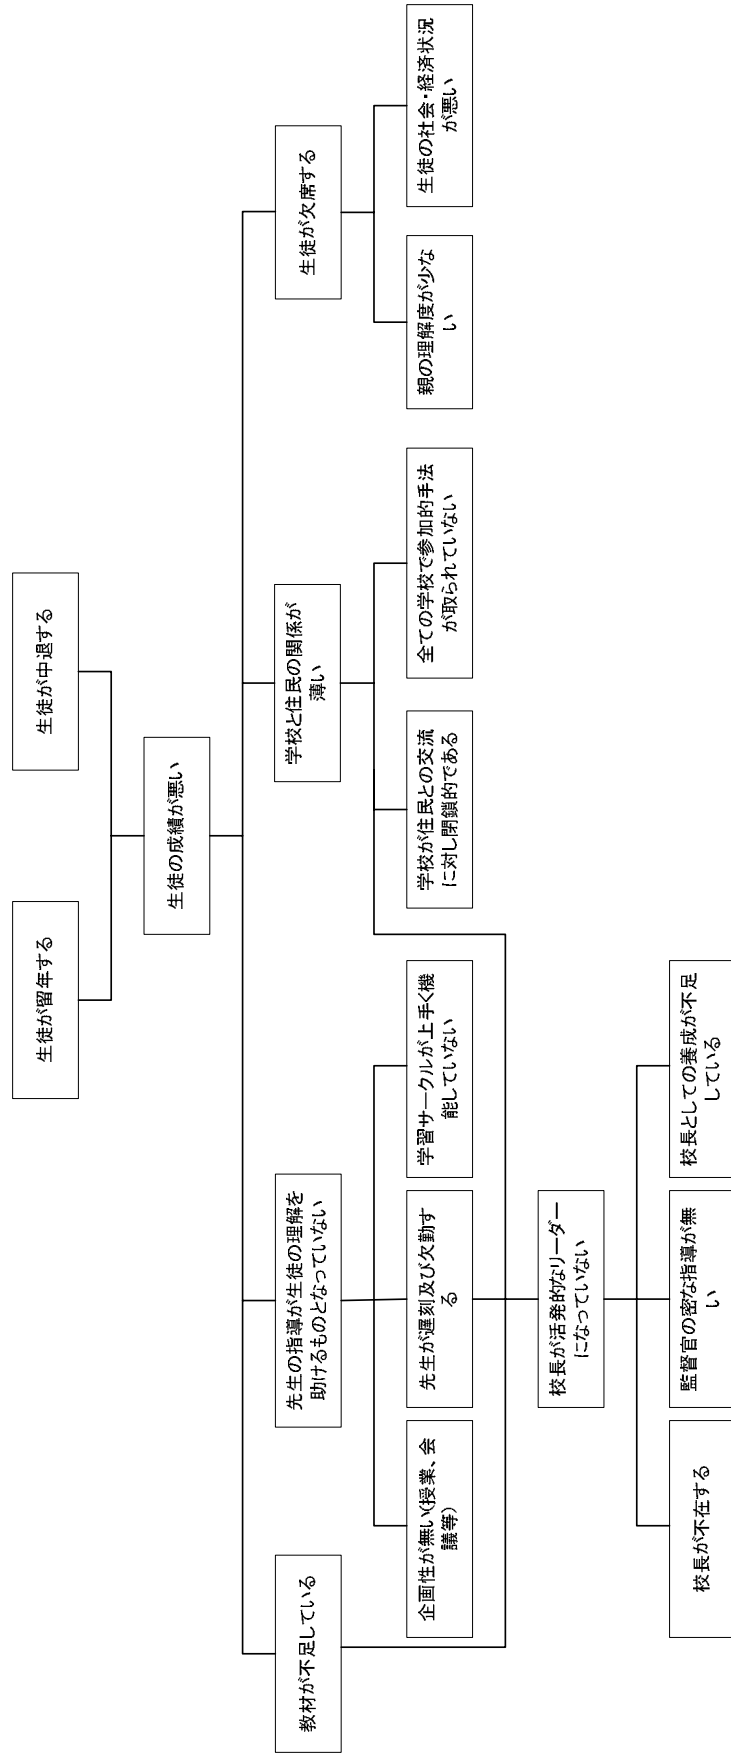 生徒が留年する
生徒が中退する
生徒の成績が悪い
教材が不足している
先生の指導が生徒の理解を
助けるものとなっていない
学校と住民の関係が
薄い
生徒が欠席する
企画性が無い(授業、会
議等)
先生が遅刻及び欠勤す
る
学習サークルが上手く機
能していない
学校が住民との交流
に対し閉鎖的である
全ての学校で参加的手法
が取られていない
親の理解度が少な
い
生徒の社会・経済状況
が悪い
校長が活発的なリーダー
になっていない
校長が不在する
監督官の密な指導が無
い
校長としての養成が不足
している